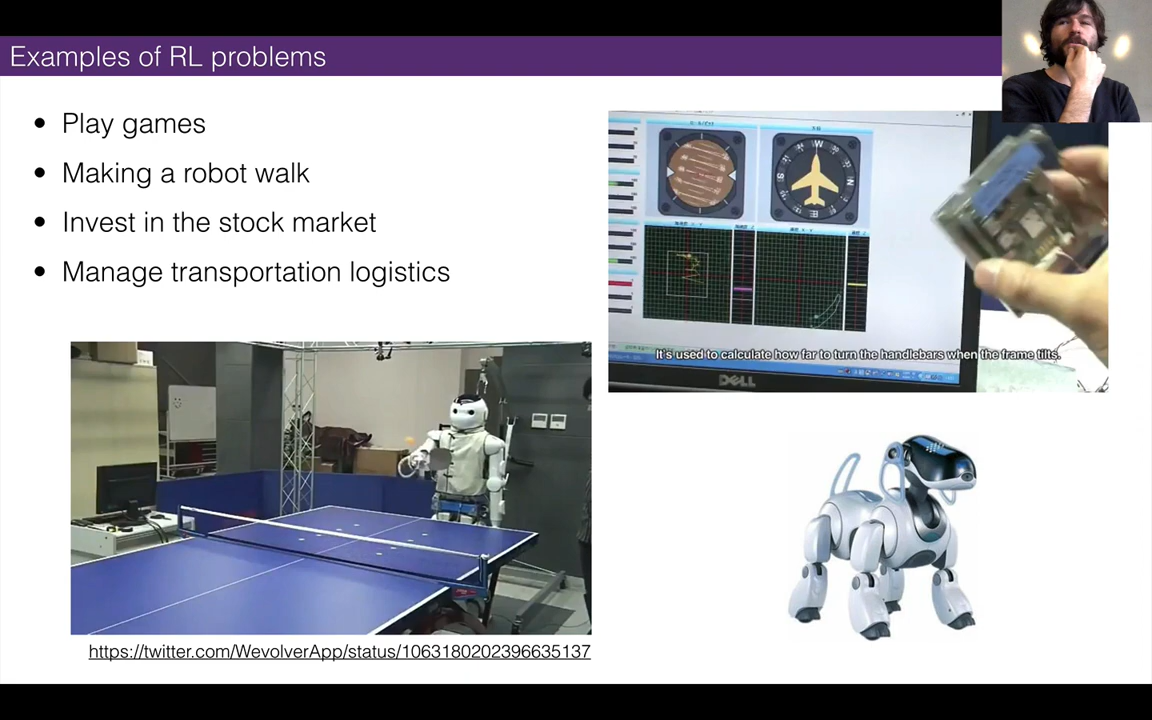 Examples of RL problems
• Play games
• Making a robot walk
• Invest in the stock market
• Manage transportation logistics
It's used to calculate how far to turn the handlebars when the frame tilts.
DELL
https://twitter.com/WevolverApp/status/1063180202396635137